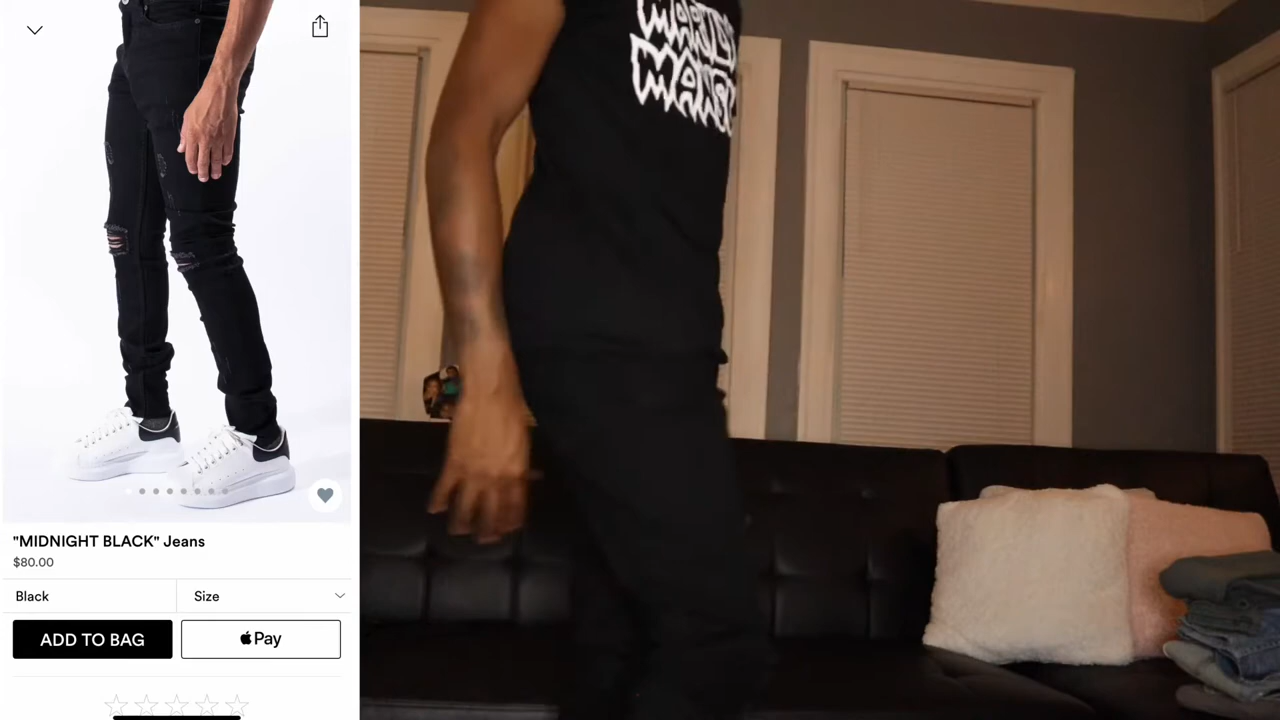 "MIDNIGHT BLACK" Jeans
$80.00
Black
Size
ADD TO BAG
Pay